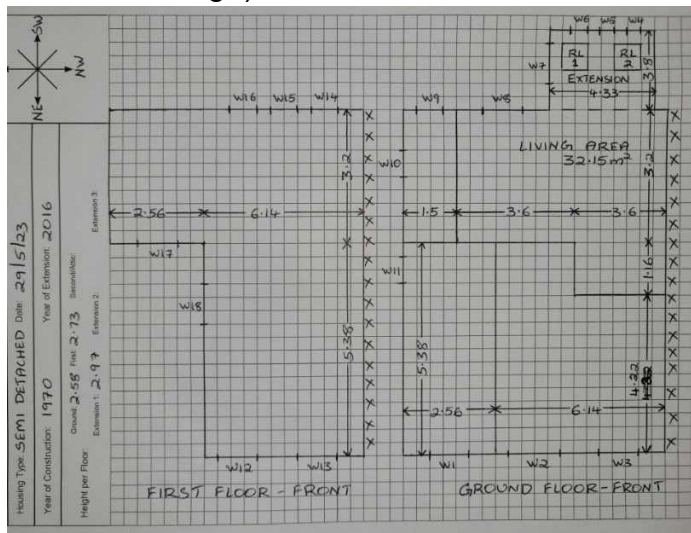 Housing Type: SEMI DETACHED Date: 29/5/23
Year of Construction: 1970 Year of Extension: 2016
Height per Floor: Ground: 2.58 First: 2.73 Second/Attic:
Extension 1: 2.97 Extension 2: Extension 3:
SW
NW
NE
W16 W15 W14
3.2
2.56 6.14
W17
W18
5.38
W12 W13
FIRST FLOOR - FRONT
W6 W5 W4
W7
RL 1
RL 2
EXTENSION
4.33
3.8
W9 W8
LIVING AREA
32.15m²
W10
3.2
1.5 3.6 3.6
W11
1.16
5.38
4.22
2.56 6.14
W1 W2 W3
GROUND FLOOR-FRONT